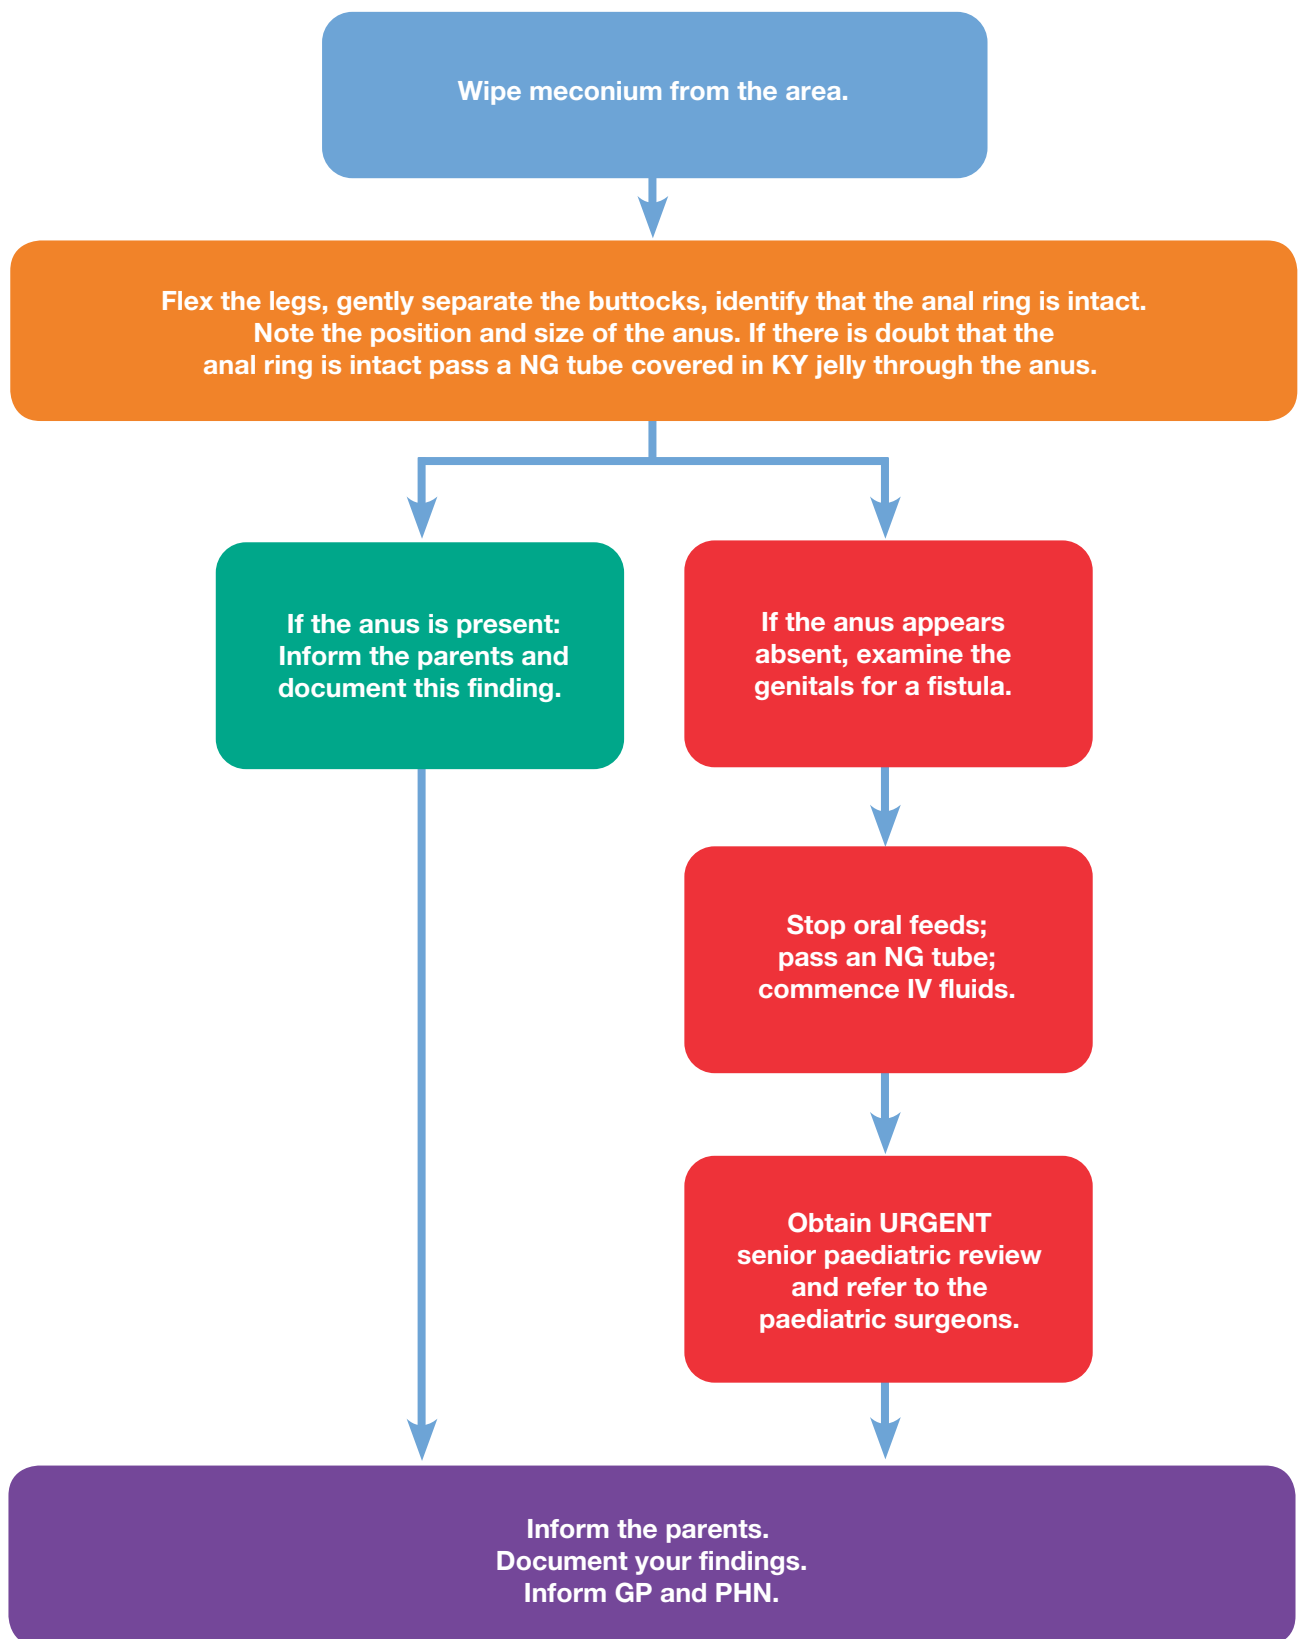 Wipe meconium from the area.
Flex the legs, gently separate the buttocks, identify that the anal ring is intact.
Note the position and size of the anus. If there is doubt that the
anal ring is intact pass a NG tube covered in KY jelly through the anus.
If the anus is present:
Inform the parents and
document this finding.
If the anus appears
absent, examine the
genitals for a fistula.
Stop oral feeds;
pass an NG tube;
commence IV fluids.
Obtain URGENT
senior paediatric review
and refer to the
paediatric surgeons.
Inform the parents.
Document your findings.
Inform GP and PHN.